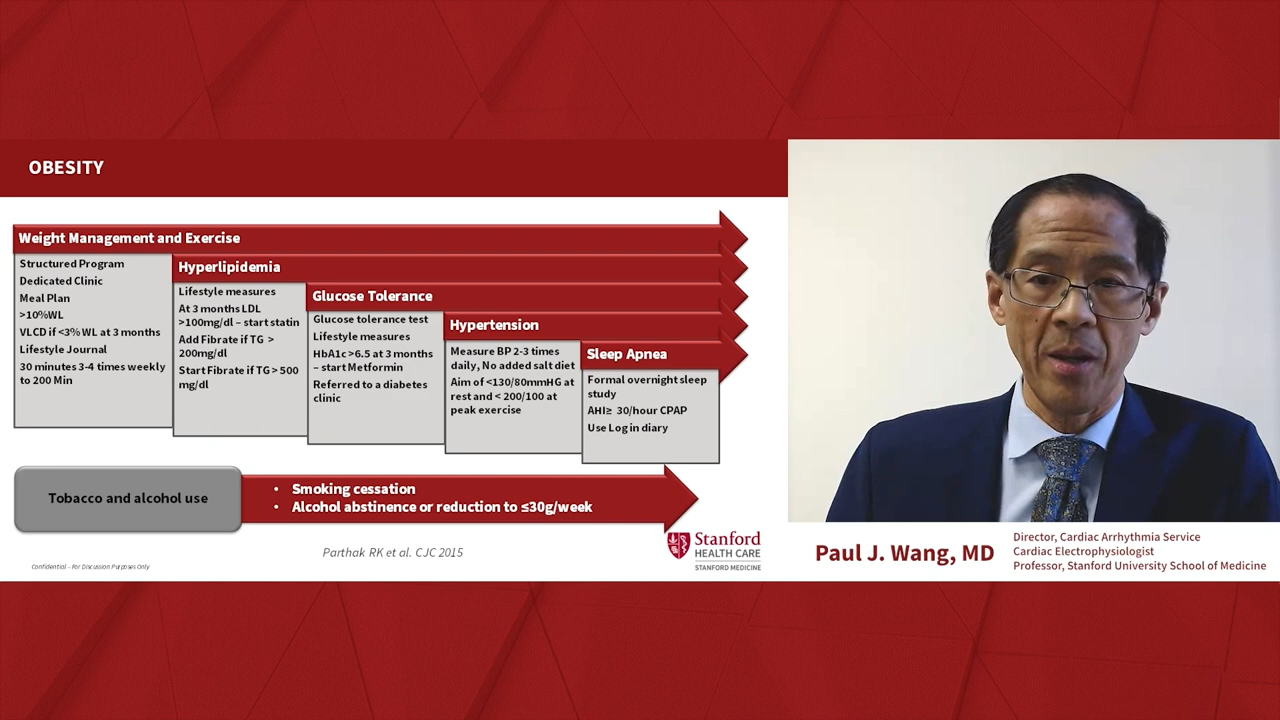 OBESITY
Weight Management and Exercise
Structured Program
Dedicated Clinic
Meal Plan
>10%WL
VLCD if <3% WL at 3 months
Lifestyle Journal
30 minutes 3-4 times weekly
to 200 Min
Hyperlipidemia
Lifestyle measures
At 3 months LDL
>100mg/dl – start statin
Add Fibrate if TG >
200mg/dl
Start Fibrate if TG > 500
mg/dl
Glucose Tolerance
Glucose tolerance test
Lifestyle measures
HbA1c >6.5 at 3 months
– start Metformin
Referred to a diabetes
clinic
Hypertension
Measure BP 2-3 times
daily, No added salt diet
Aim of <130/80mmHG at
rest and < 200/100 at
peak exercise
Sleep Apnea
Formal overnight sleep
study
AHI≥ 30/hour CPAP
Use Log in diary
Tobacco and alcohol use
• Smoking cessation
• Alcohol abstinence or reduction to ≤30g/week
Parthak RK et al. CJC 2015
Confidential – For Discussion Purposes Only
Stanford
HEALTH CARE
STANFORD MEDICINE
Paul J. Wang, MD
Director, Cardiac Arrhythmia Service
Cardiac Electrophysiologist
Professor, Stanford University School of Medicine